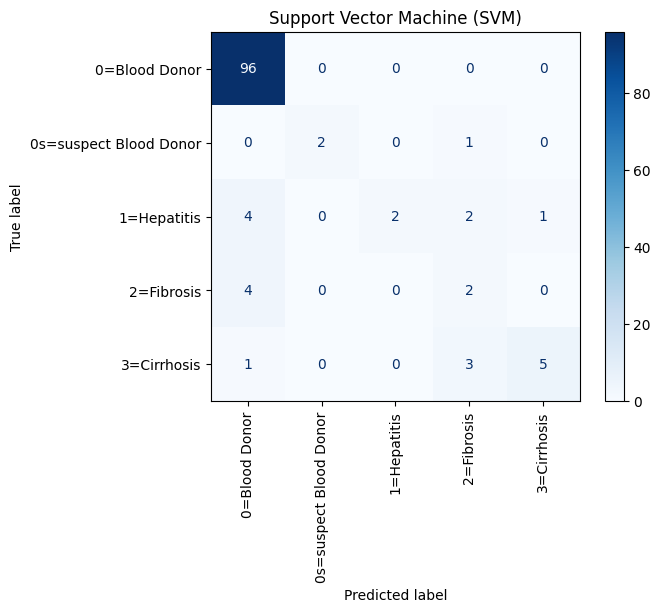 Support Vector Machine (SVM)
True label
0=Blood Donor
96 0 0 0 0
0s=suspect Blood Donor
0 2 0 1 0
1=Hepatitis
4 0 2 2 1
2=Fibrosis
4 0 0 2 0
3=Cirrhosis
1 0 0 3 5
0=Blood Donor
0s=suspect Blood Donor
1=Hepatitis
2=Fibrosis
3=Cirrhosis
Predicted label
80
60
40
20
0